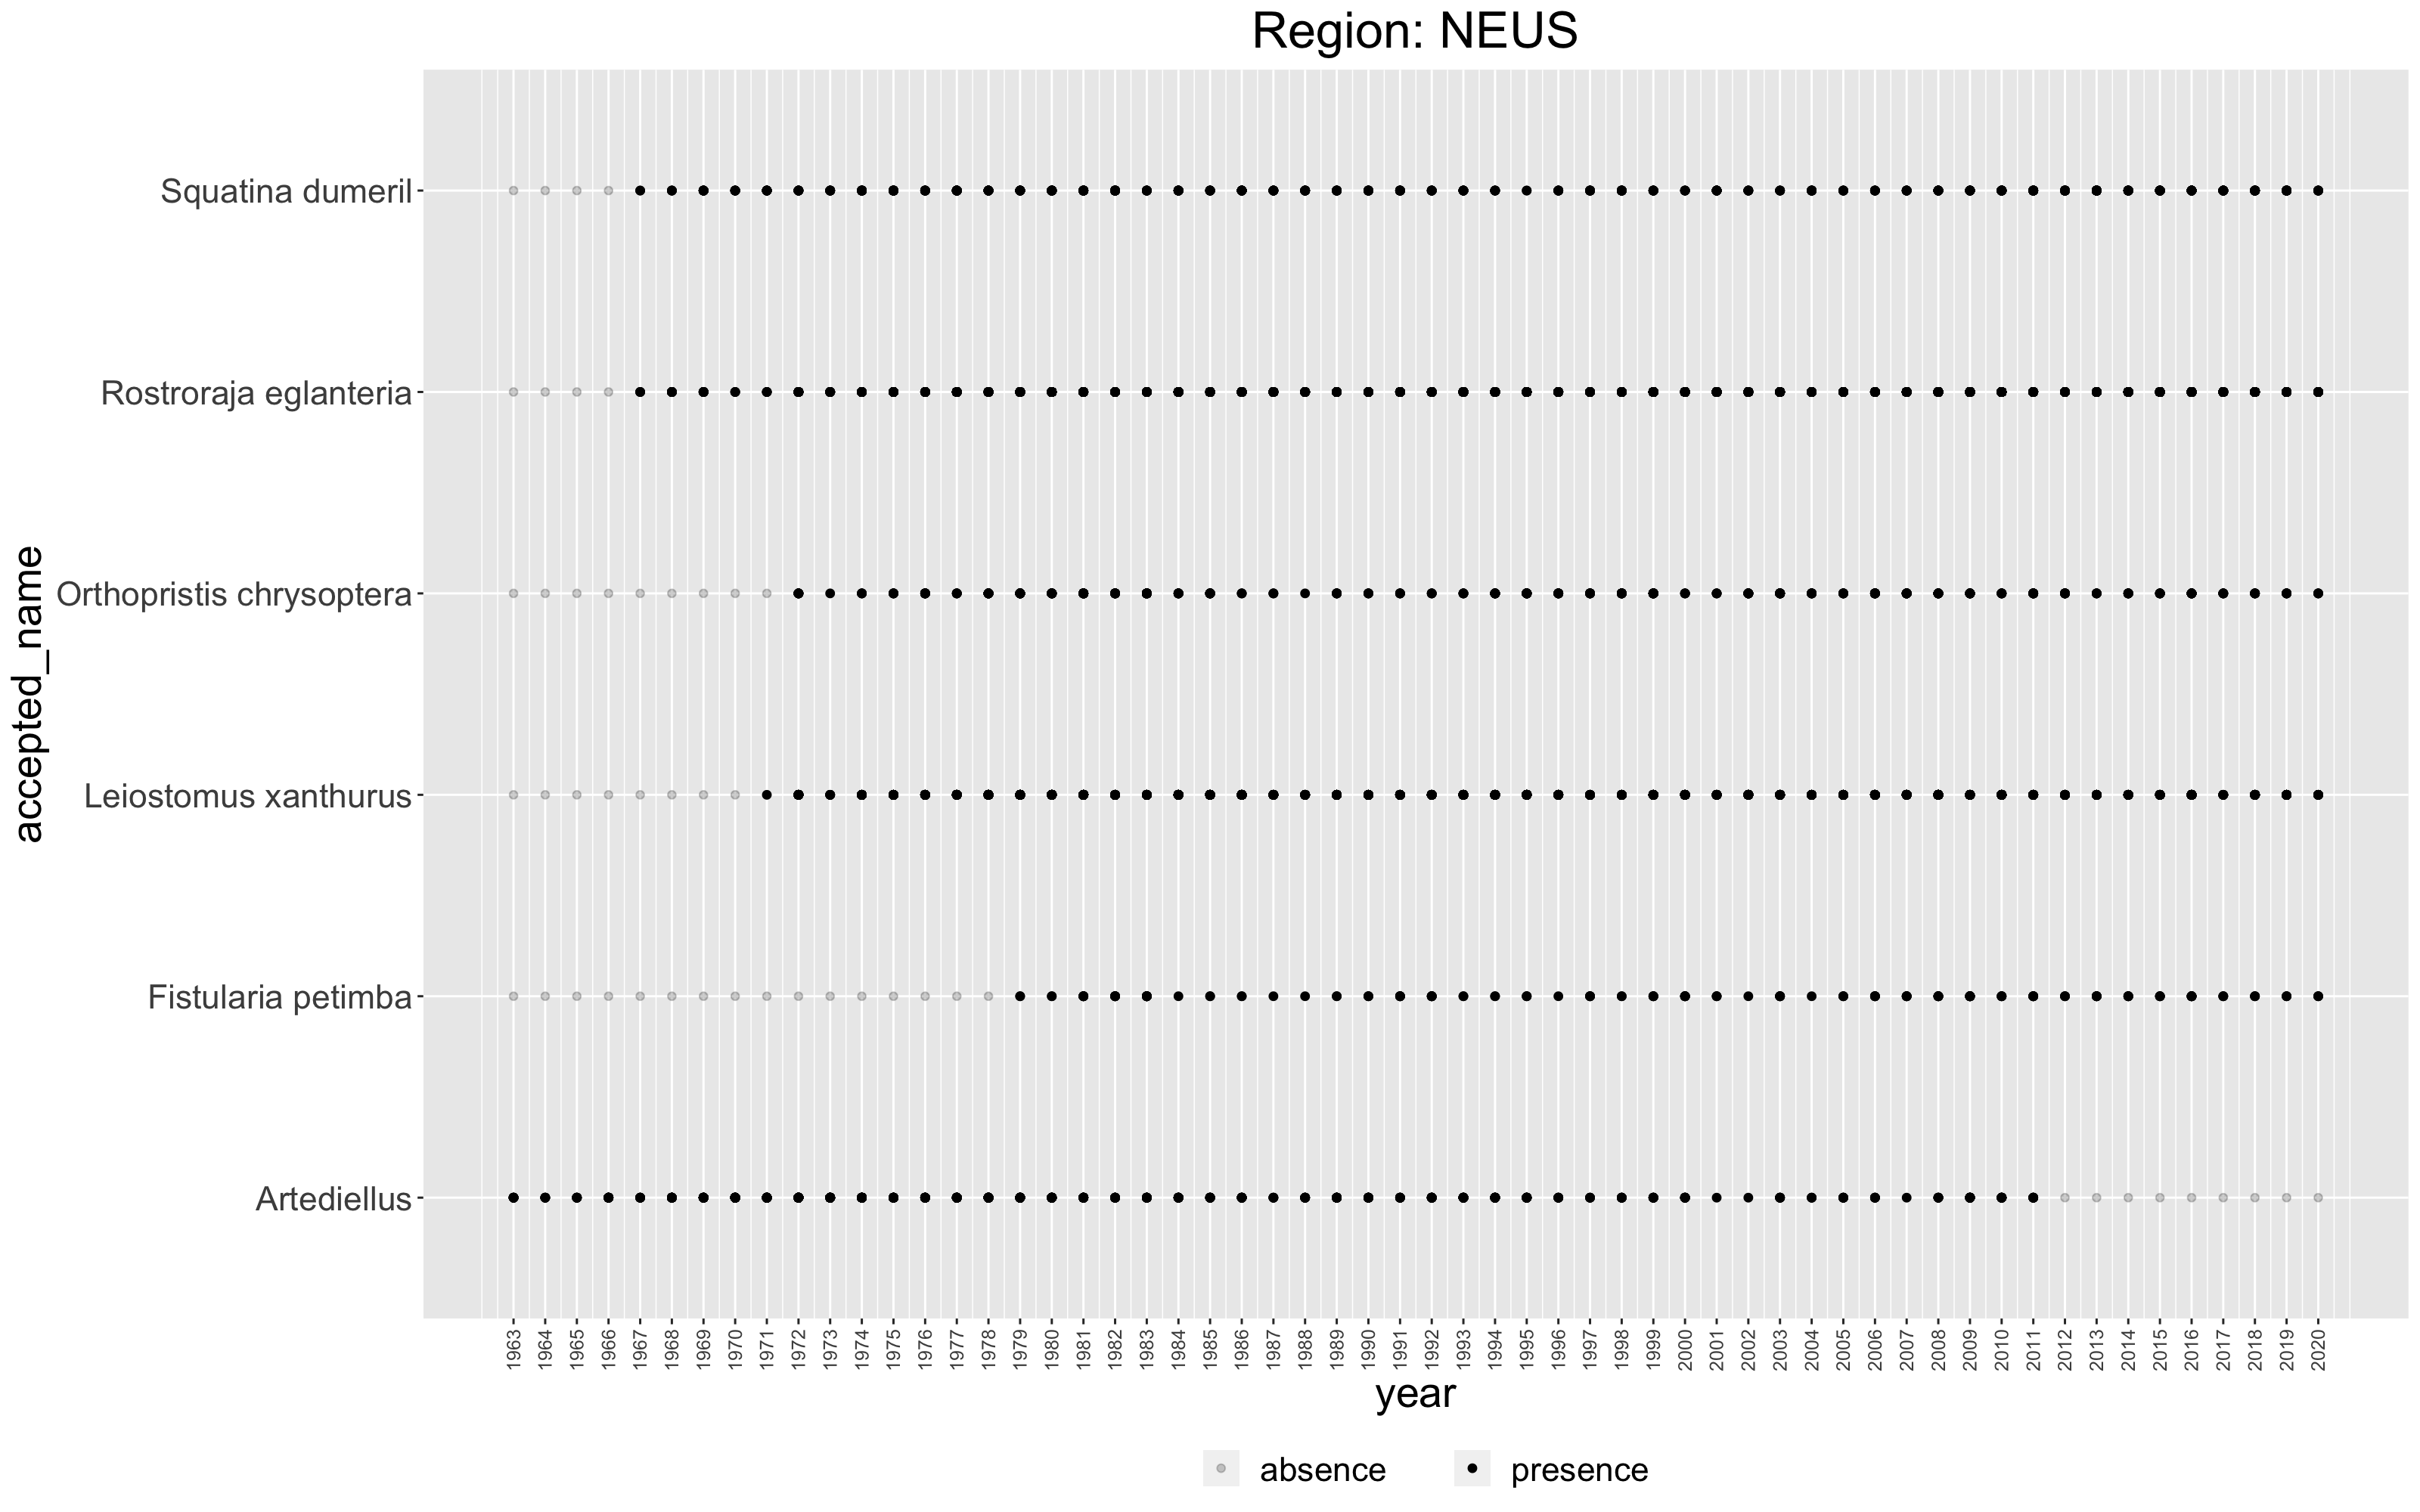 Region: NEUS
accepted_name
Squatina dumeril
Rostroraja eglanteria
Orthopristis chrysoptera
Leiostomus xanthurus
Fistularia petimba
Artediellus
1963 1964 1965 1966 1967 1968 1969 1970 1971 1972 1973 1974 1975 1976 1977 1978 1979 1980 1981 1982 1983 1984 1985 1986 1987 1988 1989 1990 1991 1992 1993 1994 1995 1996 1997 1998 1999 2000 2001 2002 2003 2004 2005 2006 2007 2008 2009 2010 2011 2012 2013 2014 2015 2016 2017 2018 2019 2020
year
absence presence